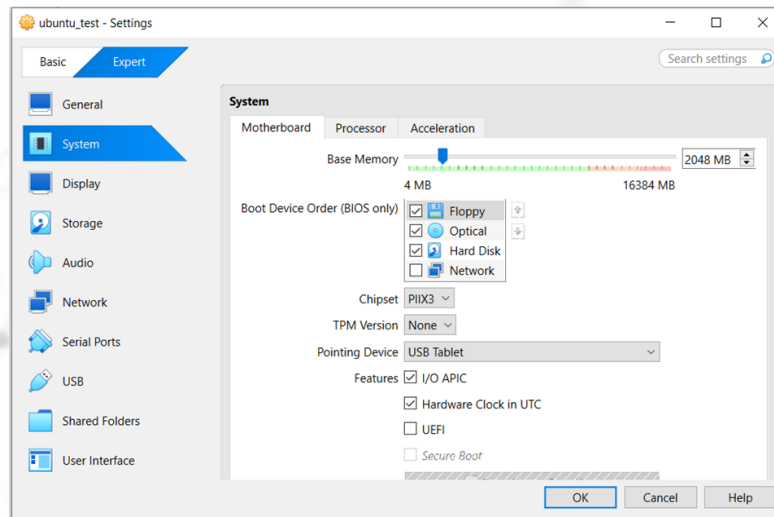 ubuntu_test - Settings
Basic
Expert
Search settings
General
System
Display
Storage
Audio
Network
Serial Ports
USB
Shared Folders
User Interface
System
Motherboard
Processor
Acceleration
Base Memory
2048 MB
4 MB
16384 MB
Boot Device Order (BIOS only)
Floppy
Optical
Hard Disk
Network
Chipset
PIIX3
TPM Version
None
Pointing Device
USB Tablet
Features
I/O APIC
Hardware Clock in UTC
UEFI
Secure Boot
OK
Cancel
Help